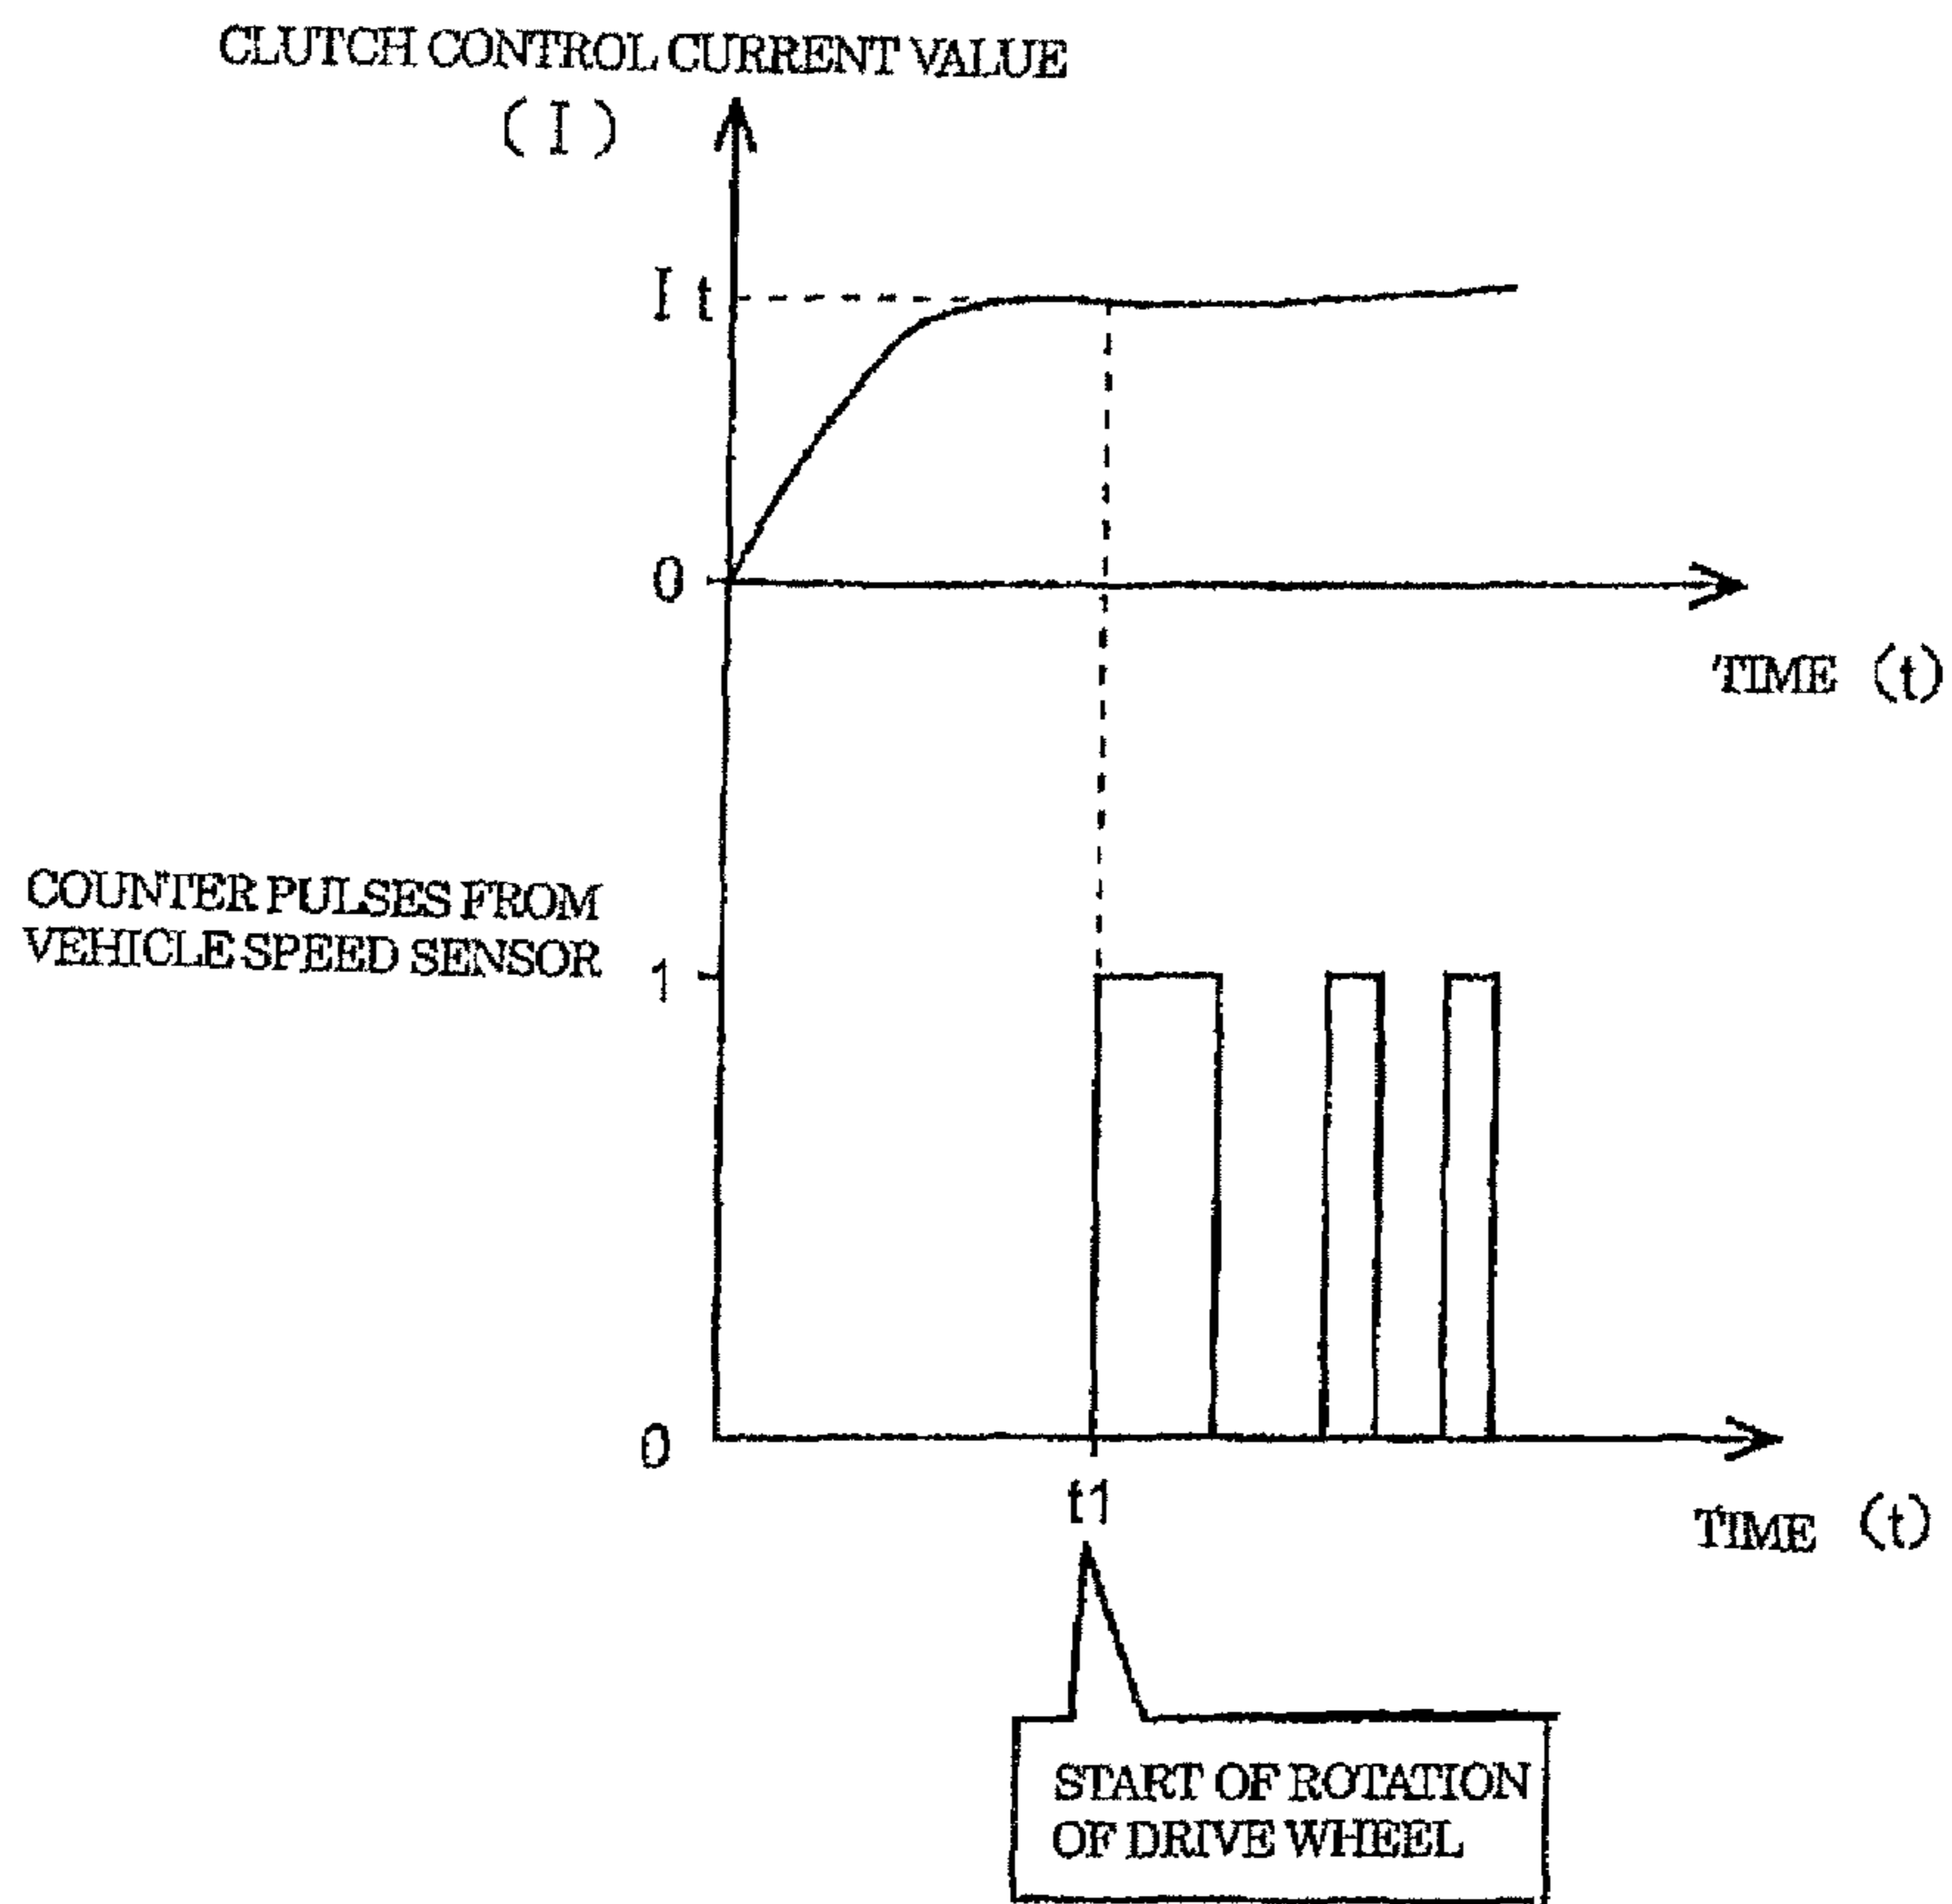 CLUTCH CONTROL CURRENT VALUE
(I)
It
0
TIME (t)
COUNTER PULSES FROM
VEHICLE SPEED SENSOR
1
0
t1
TIME (t)
START OF ROTATION
OF DRIVE WHEEL